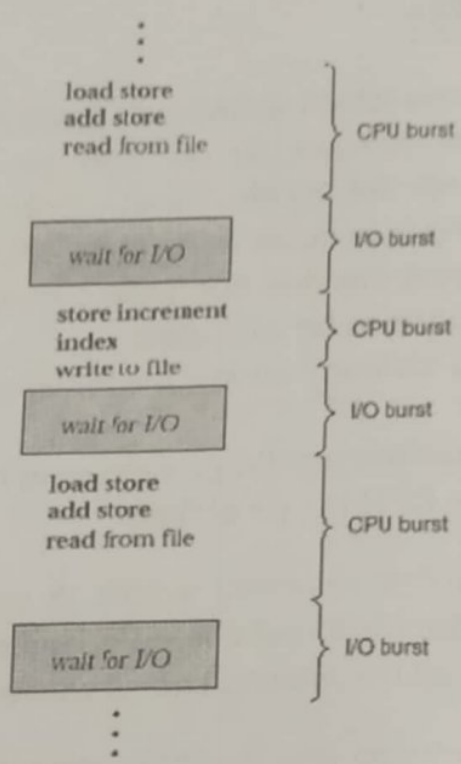 load store
add store
read from file
CPU burst
wait for I/O
I/O burst
store increment
index
write to file
CPU burst
wait for I/O
I/O burst
load store
add store
read from file
CPU burst
wait for I/O
I/O burst